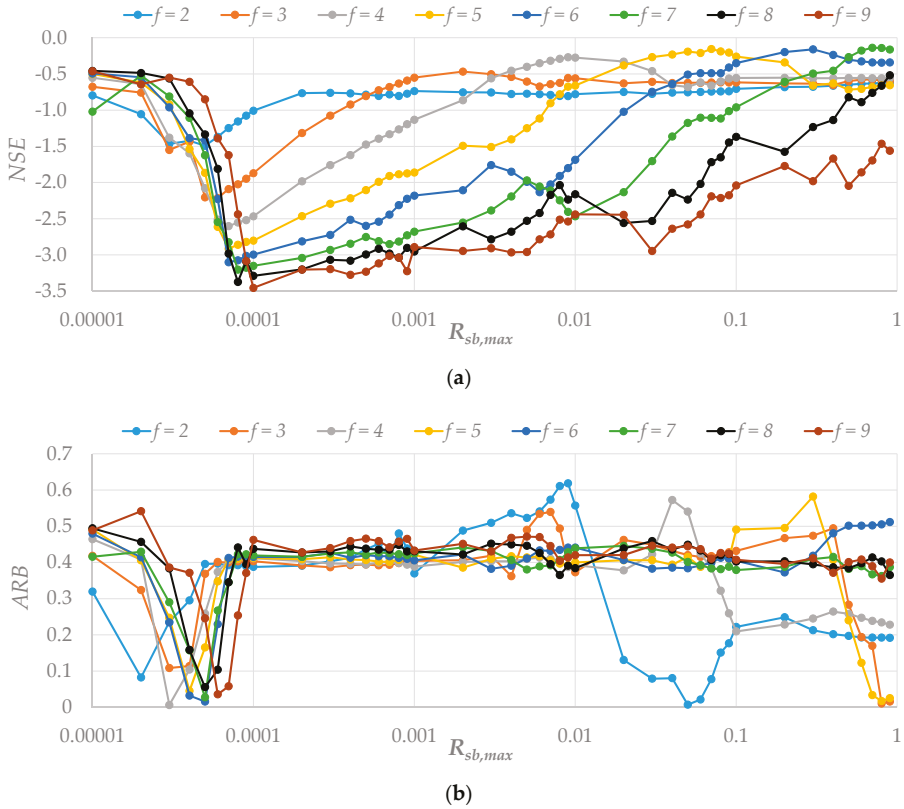 f = 2 f = 3 f = 4 f = 5 f = 6 f = 7 f = 8 f = 9
0.0
-0.5
-1.0
-1.5
-2.0
-2.5
-3.0
-3.5
NSE
0.00001 0.0001 0.001 0.01 0.1 1
Rsb,max
(a)
f = 2 f = 3 f = 4 f = 5 f = 6 f = 7 f = 8 f = 9
0.7
0.6
0.5
0.4
0.3
0.2
0.1
0
ARB
0.00001 0.0001 0.001 0.01 0.1 1
Rsb,max
(b)